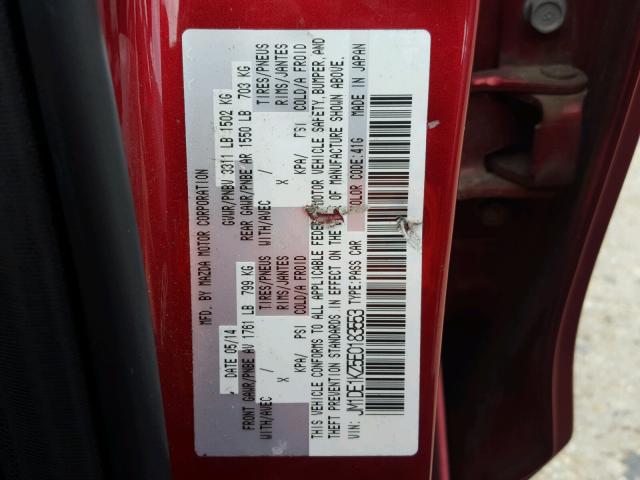 MFD. BY MAZDA MOTOR CORPORATION
DATE 05/14 GVWR/PNBV 3311 LB 1502 KG
FRONT GAWR/PNBE AV 1761 LB 799 KG REAR GAWR/PNBE AR 1550 LB 703 KG
WITH/AVEC / TIRES/PNEUS WITH/AVEC / TIRES/PNEUS
X RIMS/JANTES X RIMS/JANTES
KPA/ PSI COLD/A FROID KPA/ PSI COLD/A FROID
THIS VEHICLE CONFORMS TO ALL APPLICABLE MOTOR VEHICLE SAFETY, BUMPER, AND
THEFT PREVENTION STANDARDS IN EFFECT ON THE OF MANUFACTURE SHOWN ABOVE.
VIN: JM1DE1KZ5E0183553 TYPE:PASS CAR COLOR CODE:41G MADE IN JAPAN